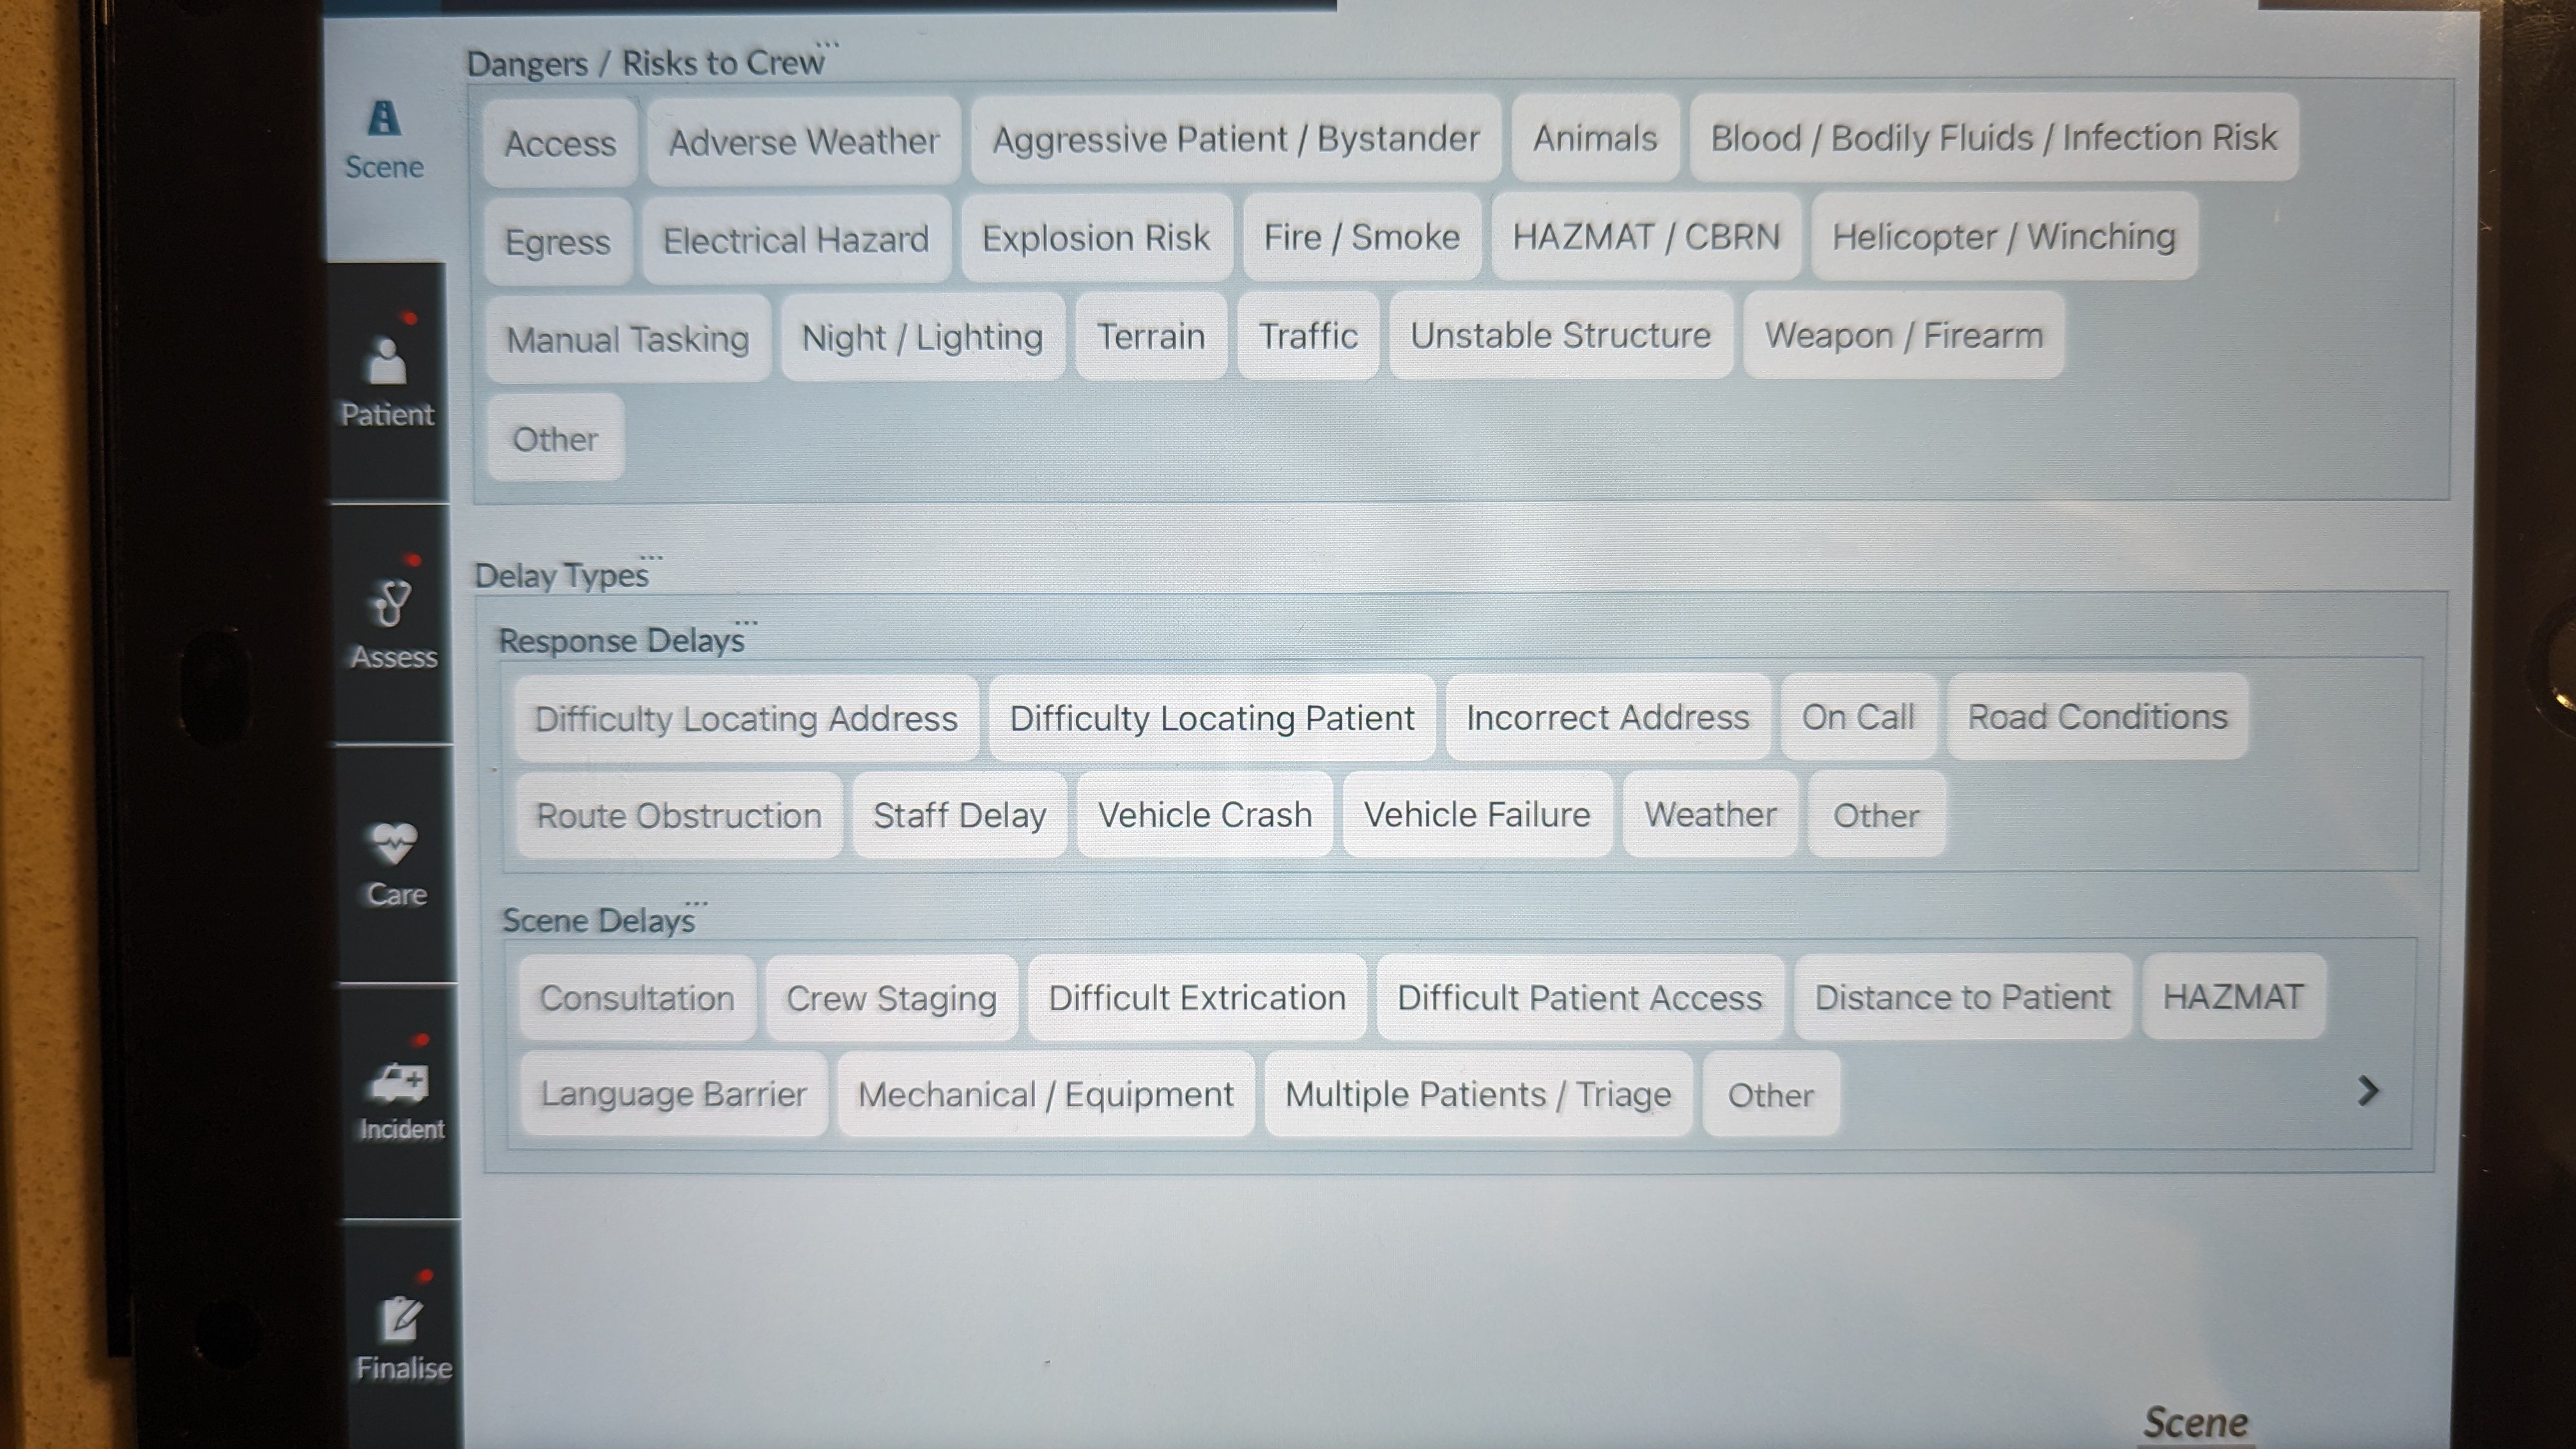 Scene
Patient
Assess
Care
Incident
Finalise
Dangers / Risks to Crew
Access Adverse Weather Aggressive Patient / Bystander Animals Blood / Bodily Fluids / Infection Risk
Egress Electrical Hazard Explosion Risk Fire / Smoke HAZMAT / CBRN Helicopter / Winching
Manual Tasking Night / Lighting Terrain Traffic Unstable Structure Weapon / Firearm
Other
Delay Types
Response Delays
Difficulty Locating Address Difficulty Locating Patient Incorrect Address On Call Road Conditions
Route Obstruction Staff Delay Vehicle Crash Vehicle Failure Weather Other
Scene Delays
Consultation Crew Staging Difficult Extrication Difficult Patient Access Distance to Patient HAZMAT
Language Barrier Mechanical / Equipment Multiple Patients / Triage Other
Scene